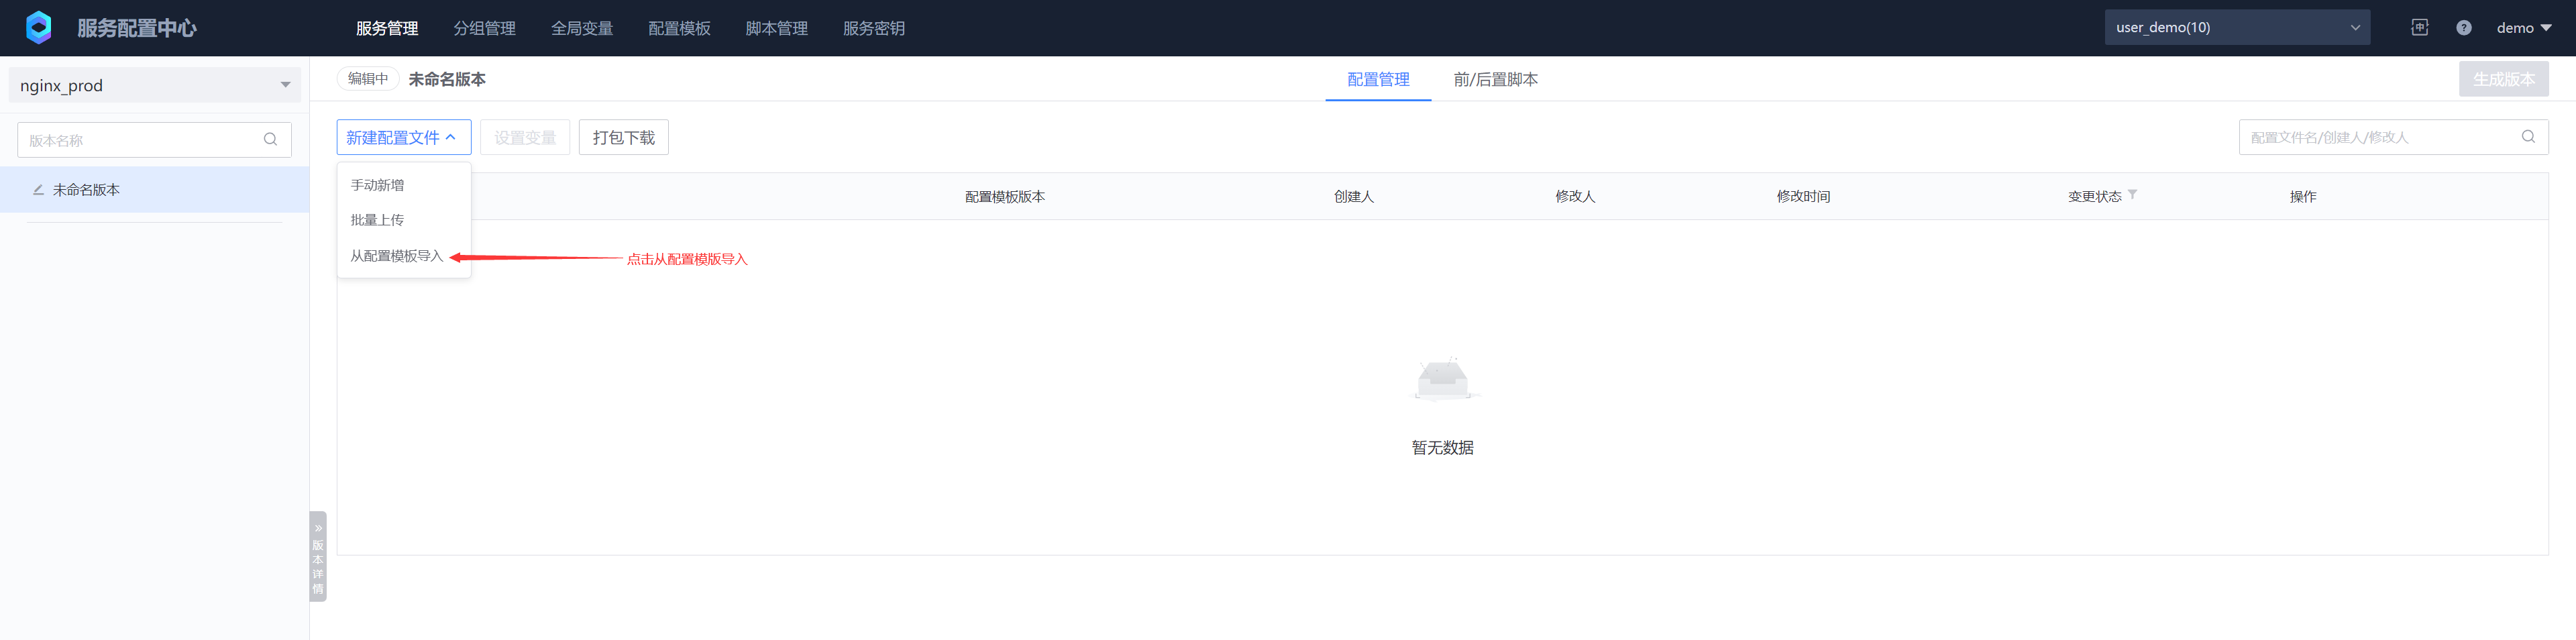 服务配置中心
服务管理 分组管理 全局变量 配置模板 脚本管理 服务密钥
user_demo(10)
中
?
demo
nginx_prod
编辑中 未命名版本
配置管理 前/后置脚本
生成版本
版本名称
新建配置文件 设置变量 打包下载
配置文件名/创建人/修改人
未命名版本
手动新增
批量上传
从配置模板导入
点击从配置模版导入
配置模板版本 创建人 修改人 修改时间 变更状态 操作
暂无数据
版本详情